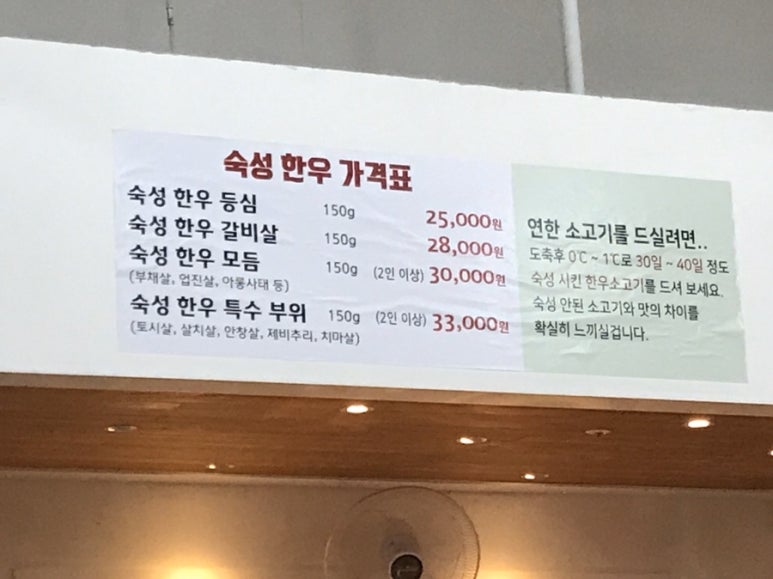 숙성 한우 가격표
숙성 한우 등심 150g 25,000원
숙성 한우 갈비살 150g 28,000원
숙성 한우 모듬 150g (2인 이상) 30,000원
(부채살, 업진살, 아롱사태 등)
숙성 한우 특수 부위 150g (2인 이상) 33,000원
(토시살, 살치살, 안창살, 제비추리, 치마살)
연한 소고기를 드실려면..
도축후 0℃ ~ 1℃로 30일 ~ 40일 정도
숙성 시킨 한우소고기를 드셔 보세요.
숙성 안된 소고기와 맛의 차이를
확실히 느끼실겁니다.